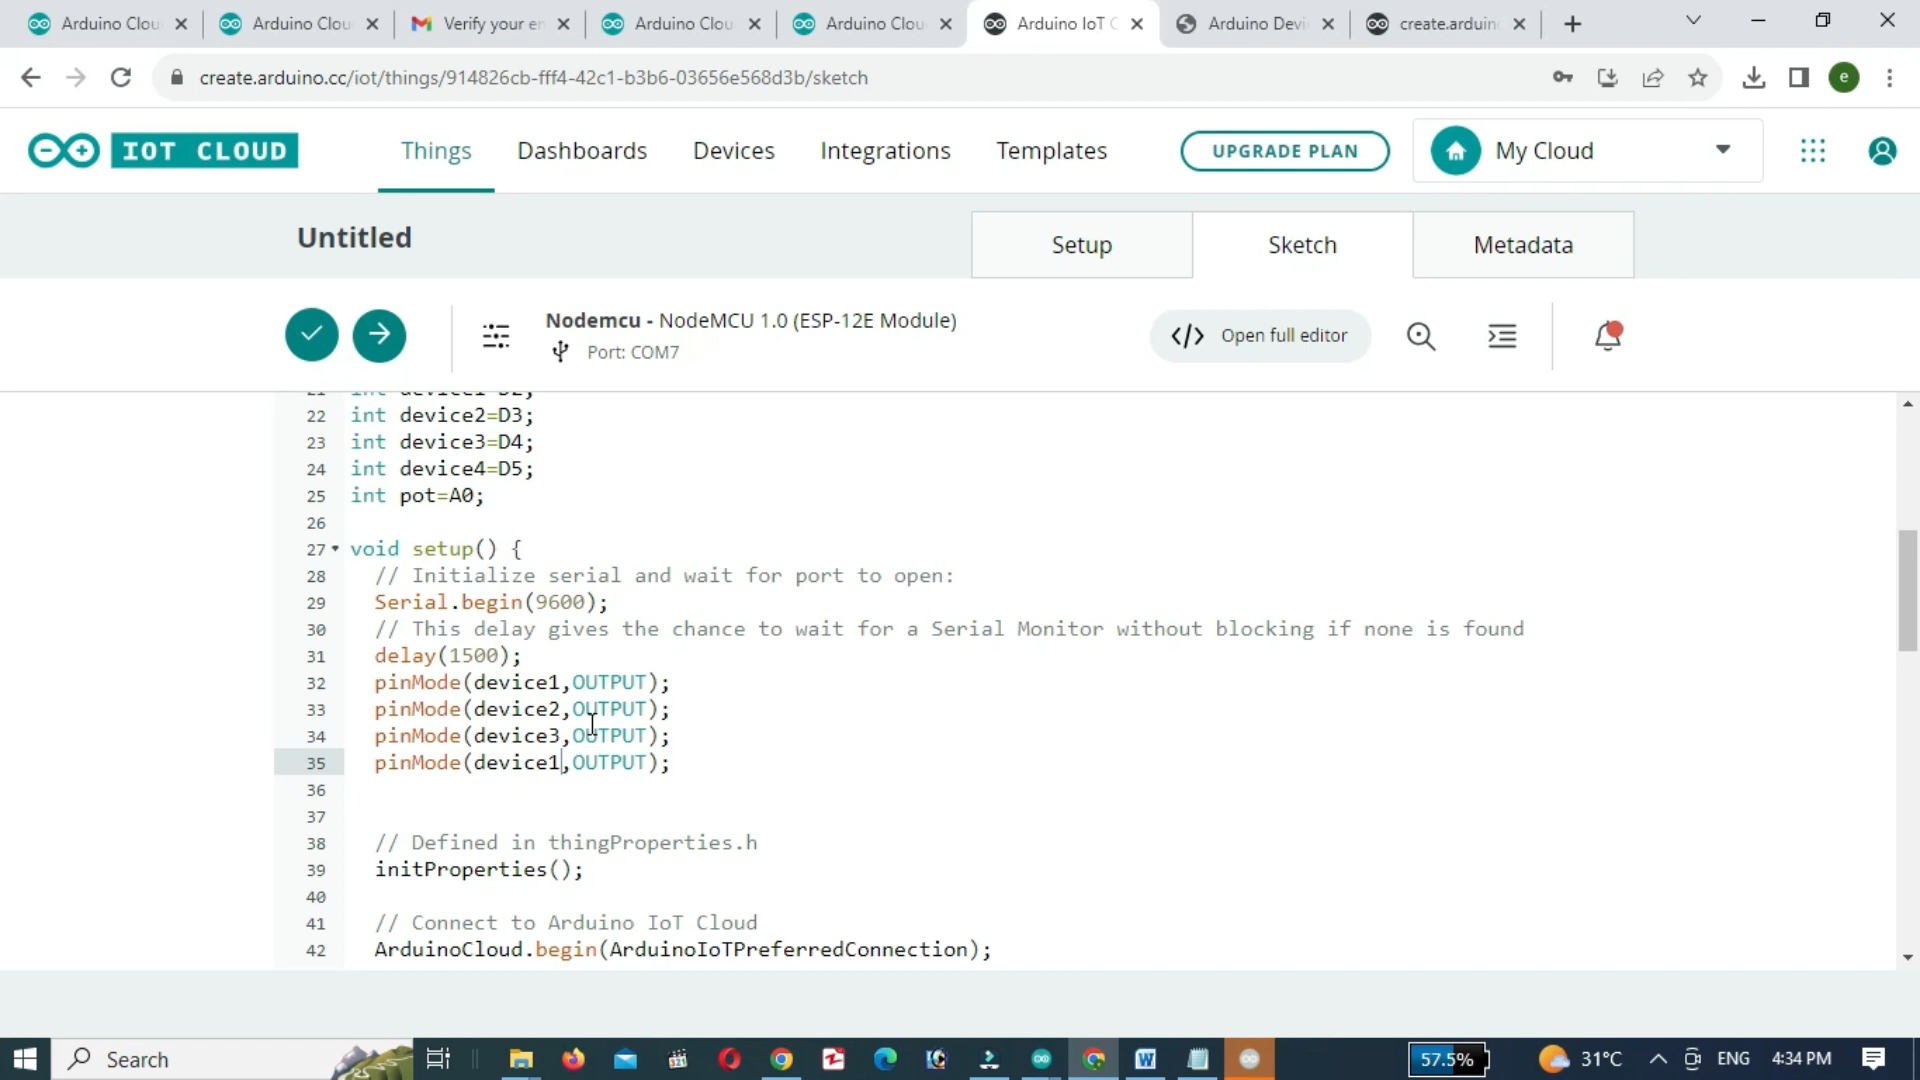 Arduino Clou
Arduino Clou
Verify your en
Arduino Clou
Arduino Clou
Arduino IoT C
Arduino Devi
create.arduin
create.arduino.cc/iot/things/914826cb-fff4-42c1-b3b6-03656e568d3b/sketch
e
IOT CLOUD
Things
Dashboards
Devices
Integrations
Templates
UPGRADE PLAN
My Cloud
Untitled
Setup
Sketch
Metadata
Nodemcu - NodeMCU 1.0 (ESP-12E Module)
Port: COM7
</> Open full editor
21 int device1=D2;
22 int device2=D3;
23 int device3=D4;
24 int device4=D5;
25 int pot=A0;
26
27 void setup() {
28 // Initialize serial and wait for port to open:
29 Serial.begin(9600);
30 // This delay gives the chance to wait for a Serial Monitor without blocking if none is found
31 delay(1500);
32 pinMode(device1,OUTPUT);
33 pinMode(device2,OUTPUT);
34 pinMode(device3,OUTPUT);
35 pinMode(device1,OUTPUT);
36
37
38 // Defined in thingProperties.h
39 initProperties();
40
41 // Connect to Arduino IoT Cloud
42 ArduinoCloud.begin(ArduinoIoTPreferredConnection);
Search
57.5%
31°C
ENG
4:34 PM